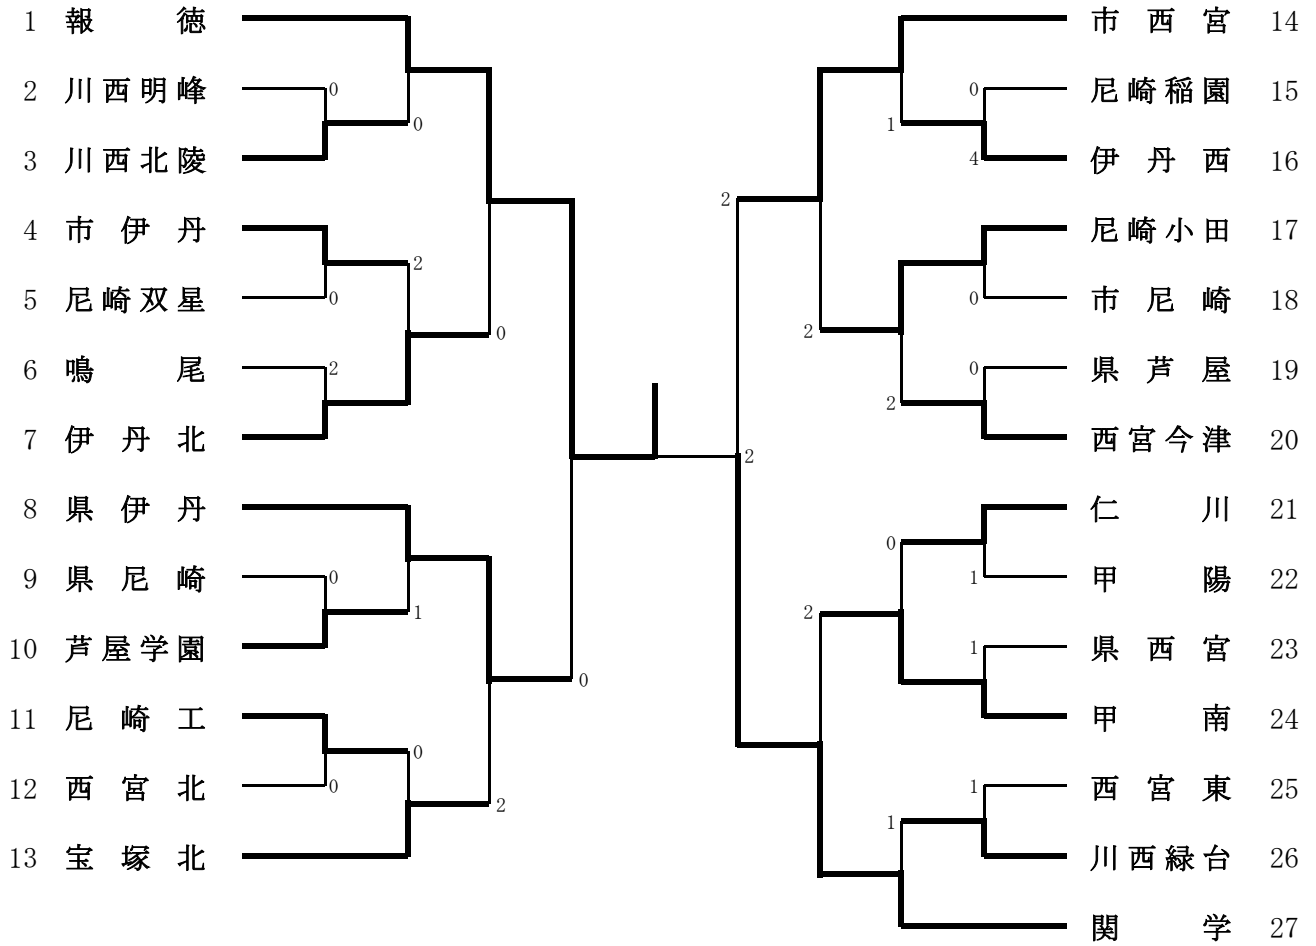 1 報徳
2 川西明峰
3 川西北陵
4 市伊丹
5 尼崎双星
6 鳴尾
7 伊丹北
8 県伊丹
9 県尼崎
10 芦屋学園
11 尼崎工
12 西宮北
13 宝塚北
0
0
2
0
2
0
0
1
0
0
0
2
0
市西宮 14
尼崎稲園 15
伊丹西 16
尼崎小田 17
市尼崎 18
県芦屋 19
西宮今津 20
仁川 21
甲陽 22
県西宮 23
甲南 24
西宮東 25
川西緑台 26
関学 27
0
1
4
2
0
2
0
2
2
0
1
2
1
1
1